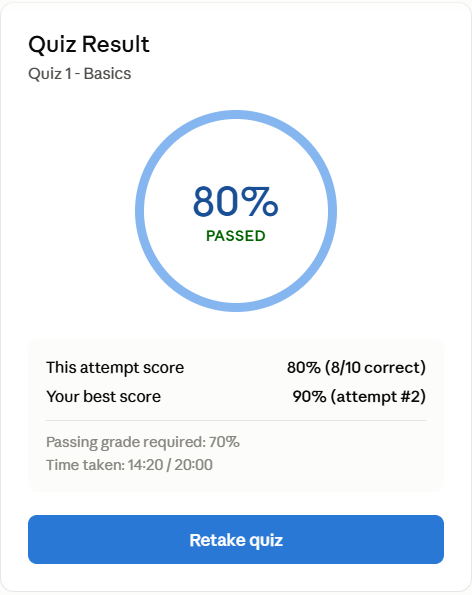 Quiz Result
Quiz 1 - Basics
80%
PASSED
This attempt score 80% (8/10 correct)
Your best score 90% (attempt #2)
Passing grade required: 70%
Time taken: 14:20 / 20:00
Retake quiz